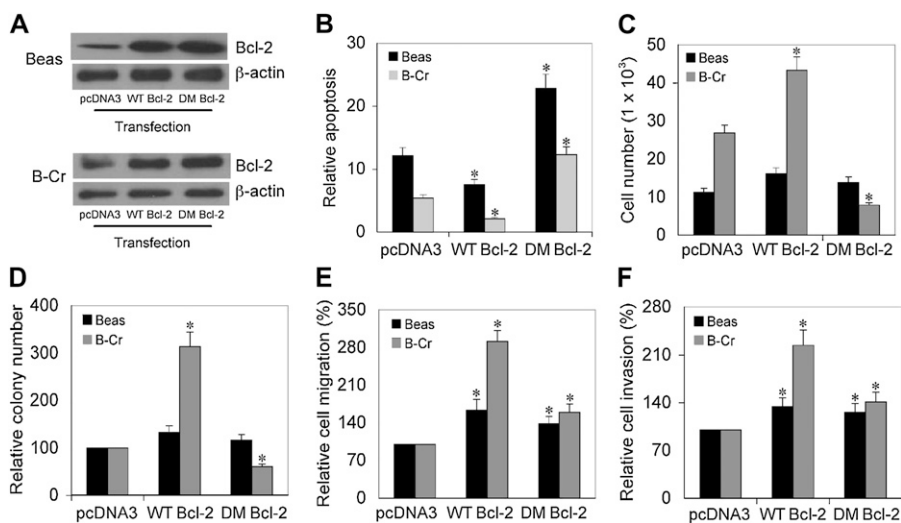 A
Beas
Bcl-2
β-actin
pcDNA3 WT Bcl-2 DM Bcl-2
Transfection
B-Cr
Bcl-2
β-actin
pcDNA3 WT Bcl-2 DM Bcl-2
Transfection
B
Relative apoptosis
30
20
10
0
Beas
B-Cr
*
*
*
*
pcDNA3 WT Bcl-2 DM Bcl-2
C
Cell number (1 x 10³)
50
40
30
20
10
0
Beas
B-Cr
*
*
pcDNA3 WT Bcl-2 DM Bcl-2
D
Relative colony number
400
300
200
100
0
Beas
B-Cr
*
*
pcDNA3 WT Bcl-2 DM Bcl-2
E
Relative cell migration (%)
350
280
210
140
70
0
Beas
B-Cr
*
*
*
*
pcDNA3 WT Bcl-2 DM Bcl-2
F
Relative cell invasion (%)
280
210
140
70
0
Beas
B-Cr
*
*
*
*
pcDNA3 WT Bcl-2 DM Bcl-2